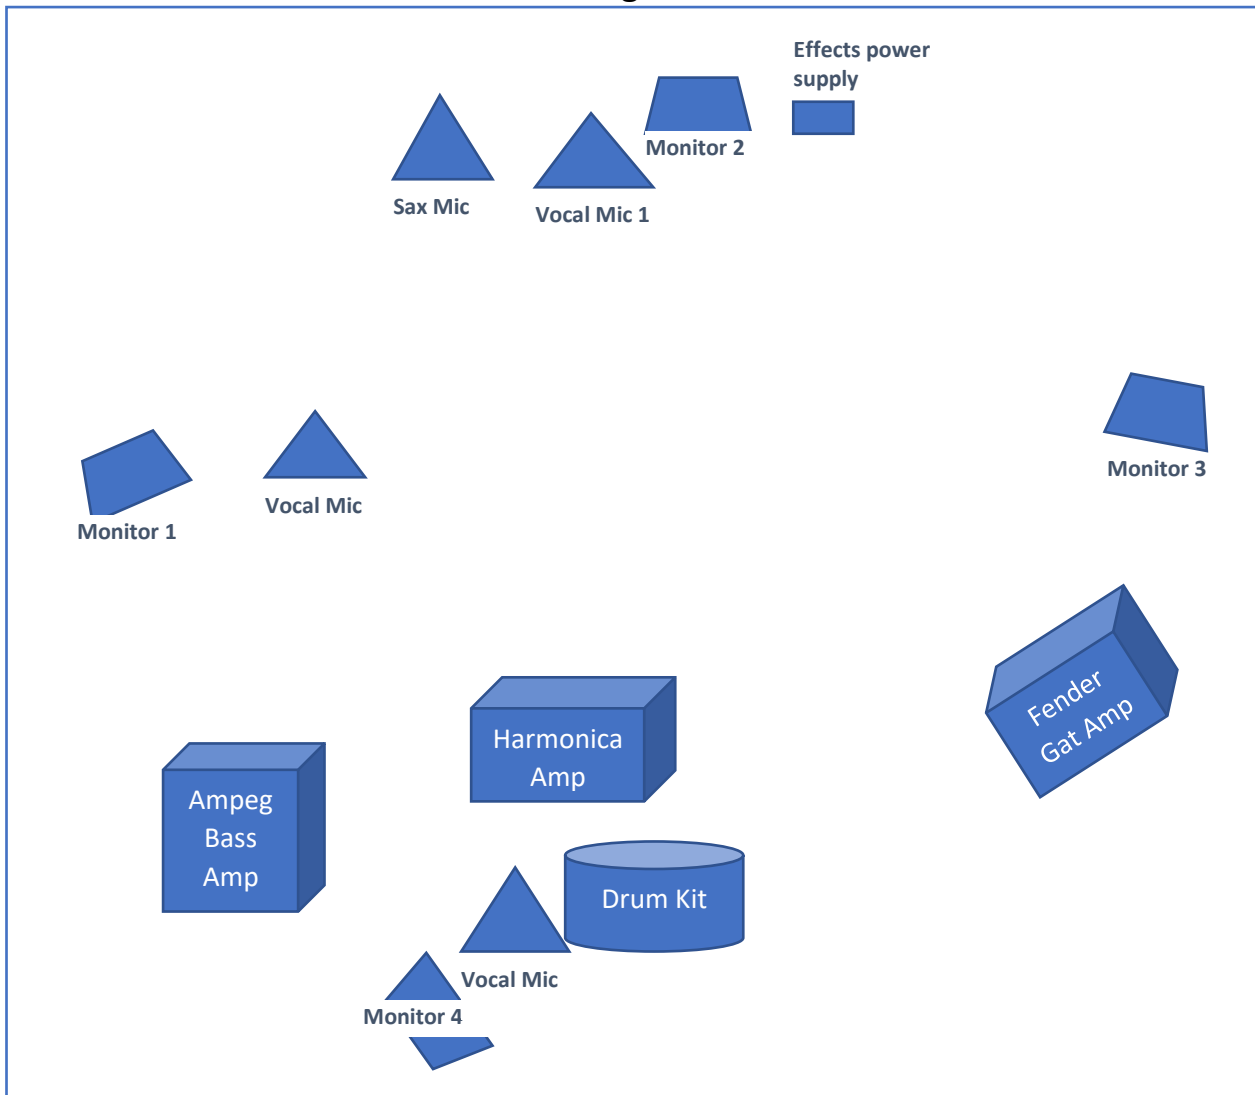 Effects power
supply
Monitor 2
Sax Mic
Vocal Mic 1
Monitor 3
Vocal Mic
Monitor 1
Fender
Gat Amp
Harmonica
Amp
Ampeg
Bass
Amp
Drum Kit
Vocal Mic
Monitor 4